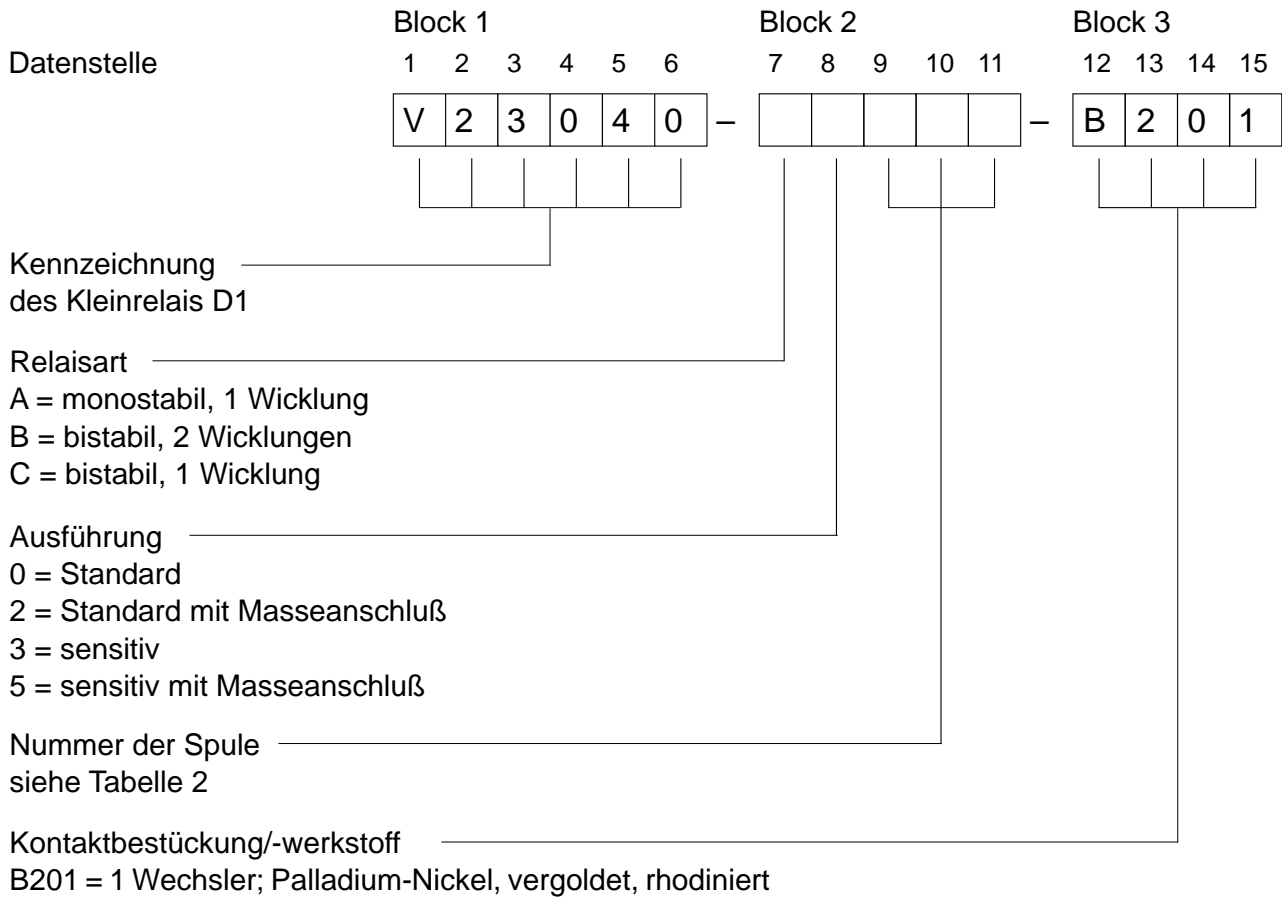 Block 1 Block 2 Block 3
Datenstelle 1 2 3 4 5 6 7 8 9 10 11 12 13 14 15
V 2 3 0 4 0 – – B 2 0 1
Kennzeichnung
des Kleinrelais D1
Relaisart
A = monostabil, 1 Wicklung
B = bistabil, 2 Wicklungen
C = bistabil, 1 Wicklung
Ausführung
0 = Standard
2 = Standard mit Masseanschluß
3 = sensitiv
5 = sensitiv mit Masseanschluß
Nummer der Spule
siehe Tabelle 2
Kontaktbestückung/-werkstoff
B201 = 1 Wechsler; Palladium-Nickel, vergoldet, rhodiniert